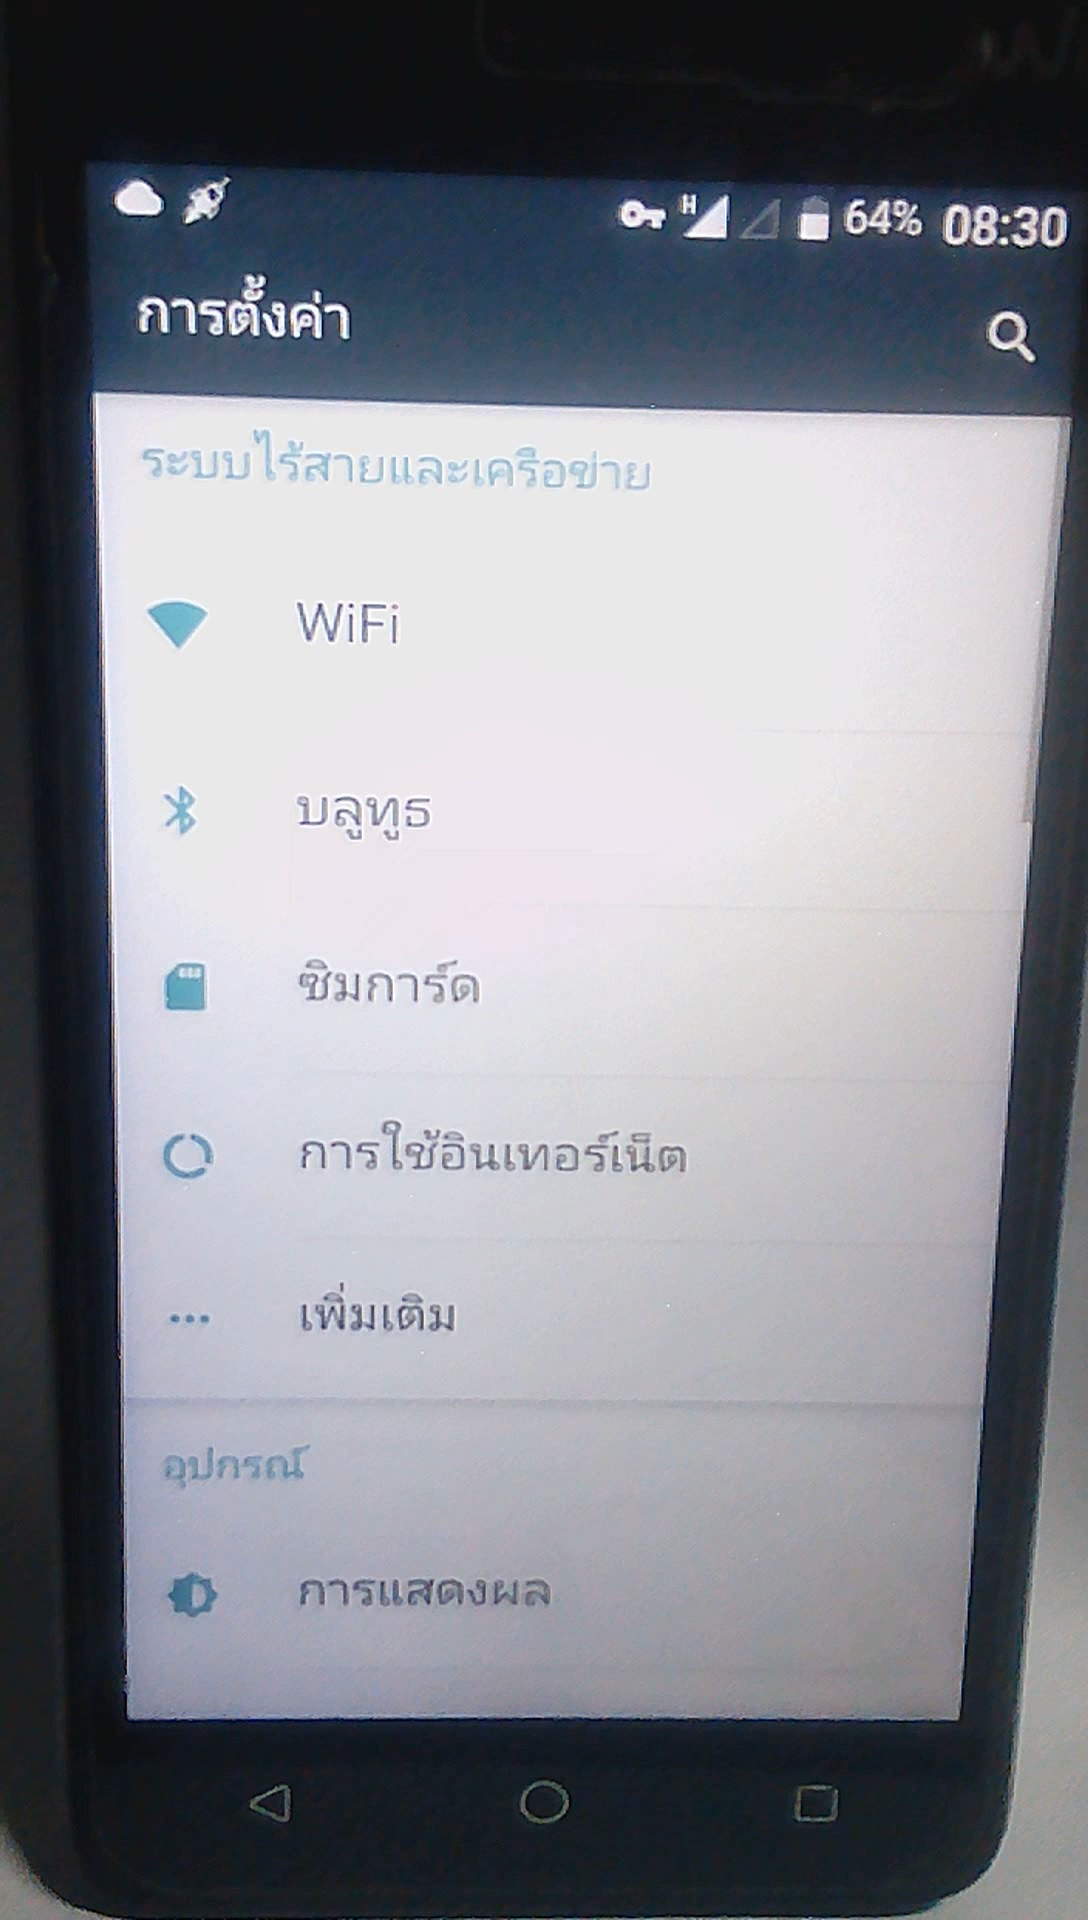 H 64% 08:30
การตั้งค่า
ระบบไร้สายและเครือข่าย
WiFi
บลูทูธ
ซิมการ์ด
การใช้อินเทอร์เน็ต
เพิ่มเติม
อุปกรณ์
การแสดงผล